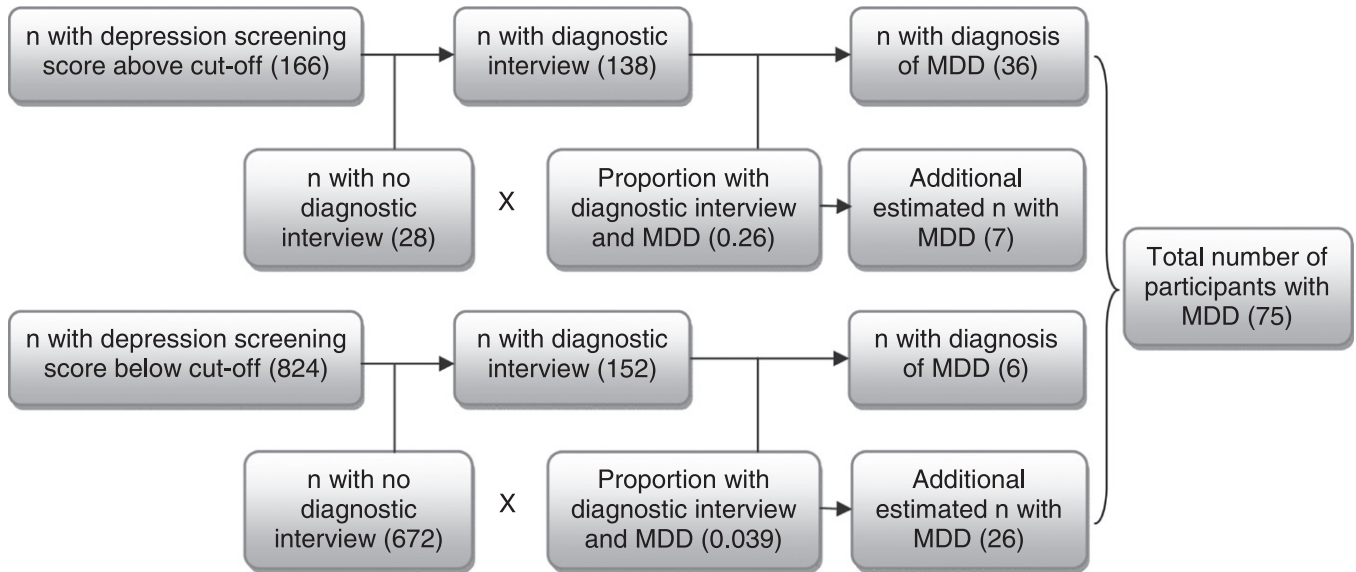 n with depression screening
score above cut-off (166)
n with diagnostic
interview (138)
n with diagnosis
of MDD (36)
n with no
diagnostic
interview (28)
X
Proportion with
diagnostic interview
and MDD (0.26)
Additional
estimated n with
MDD (7)
Total number of
participants with
MDD (75)
n with depression screening
score below cut-off (824)
n with diagnostic
interview (152)
n with diagnosis
of MDD (6)
n with no
diagnostic
interview (672)
X
Proportion with
diagnostic interview
and MDD (0.039)
Additional
estimated n with
MDD (26)